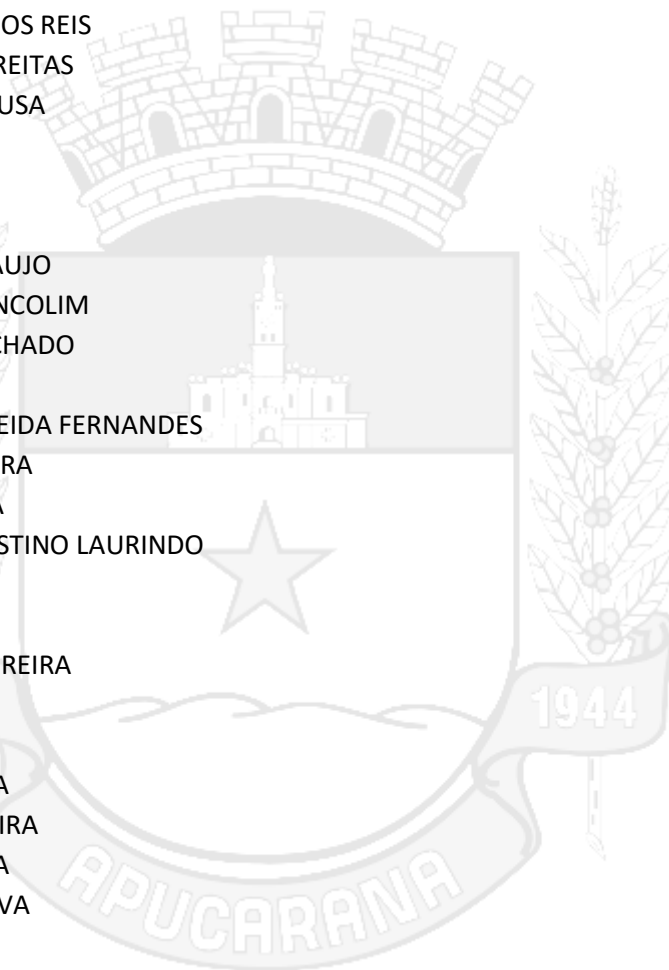 OS REIS
REITAS
USA
AUJO
NCOLIM
CHADO
EIDA FERNANDES
RA
A
STINO LAURINDO
REIRA
1944
A
IRA
A
VA
APUCARANA